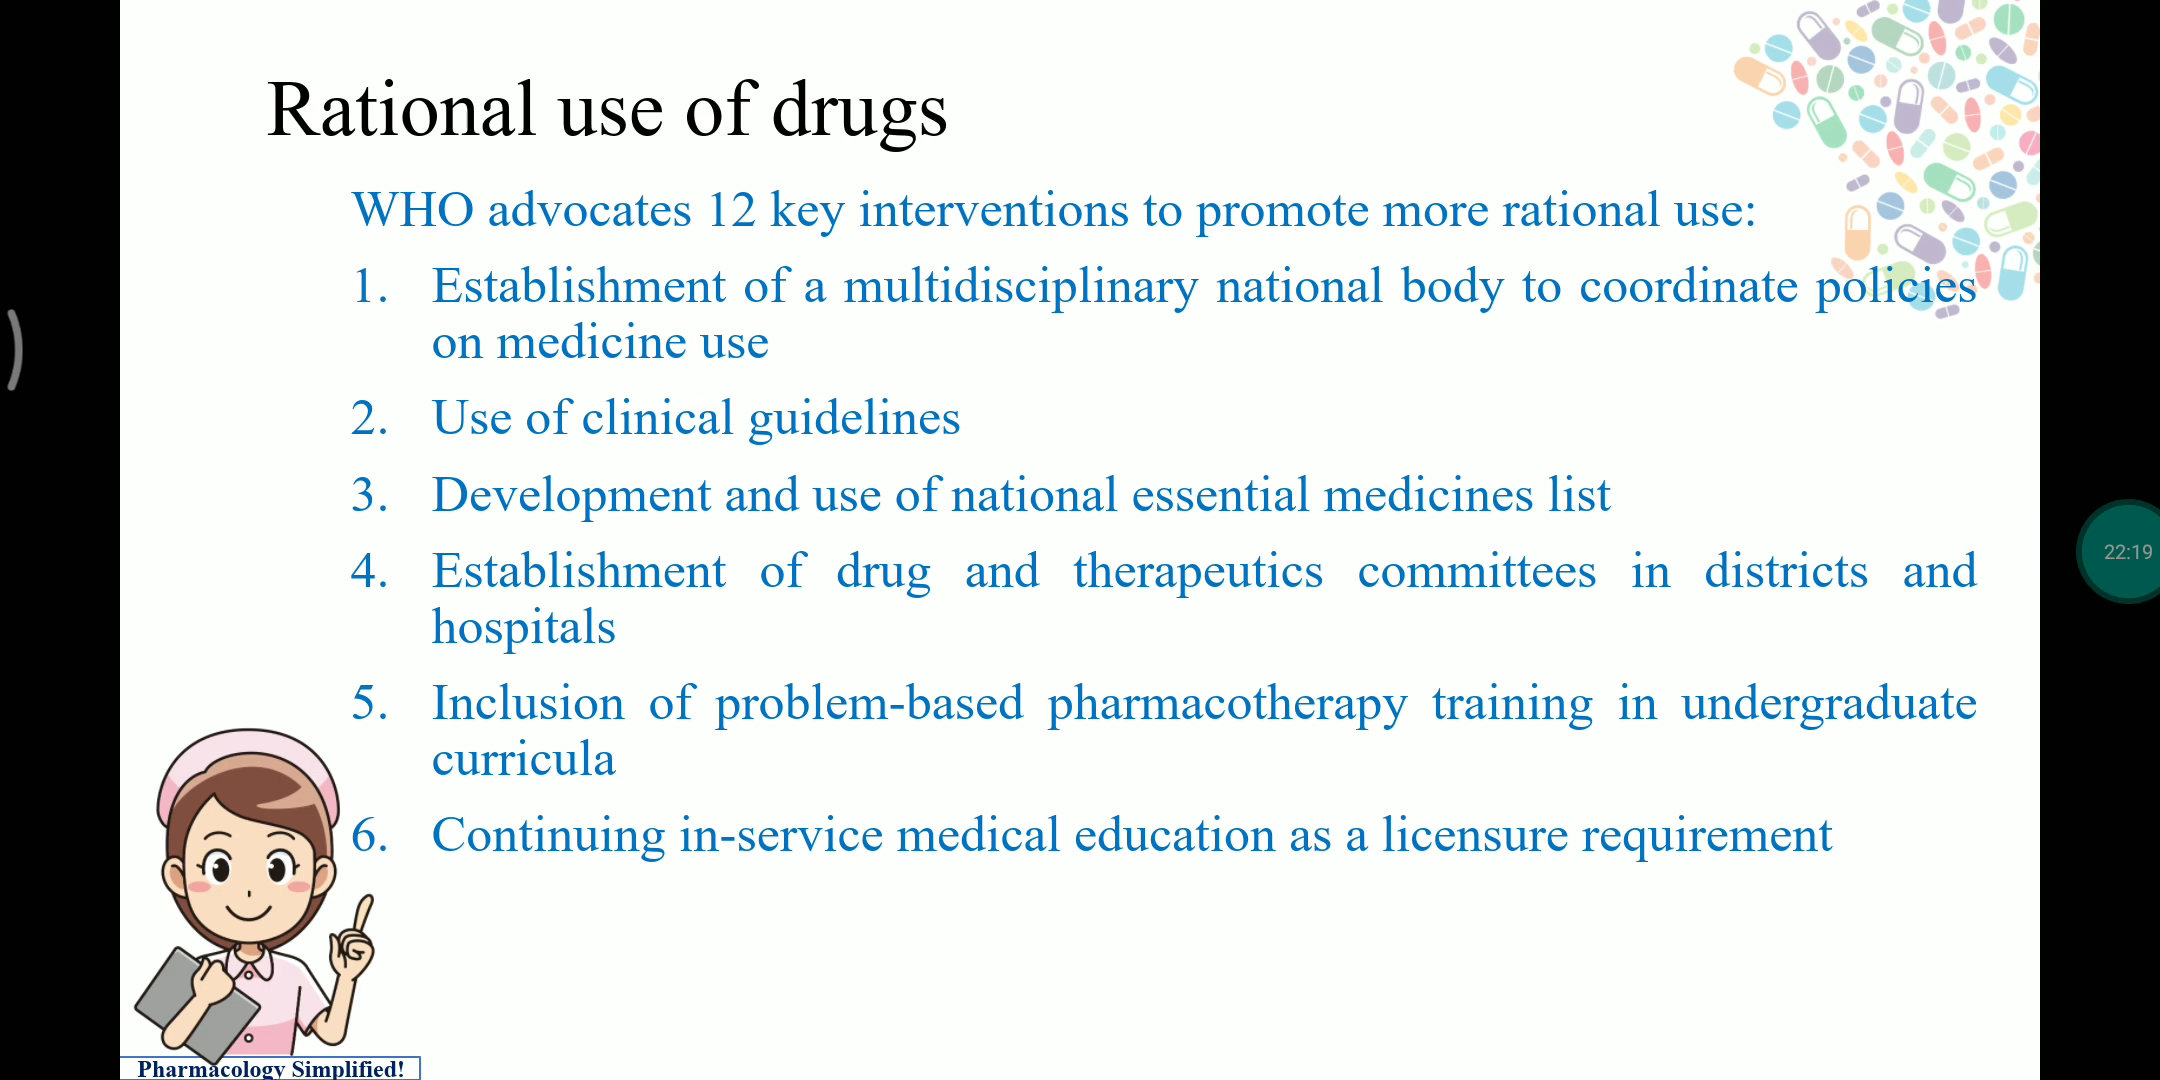 Rational use of drugs
WHO advocates 12 key interventions to promote more rational use:
1. Establishment of a multidisciplinary national body to coordinate policies
on medicine use
2. Use of clinical guidelines
3. Development and use of national essential medicines list
4. Establishment of drug and therapeutics committees in districts and
hospitals
5. Inclusion of problem-based pharmacotherapy training in undergraduate
curricula
6. Continuing in-service medical education as a licensure requirement
22:19
Pharmacology Simplified!